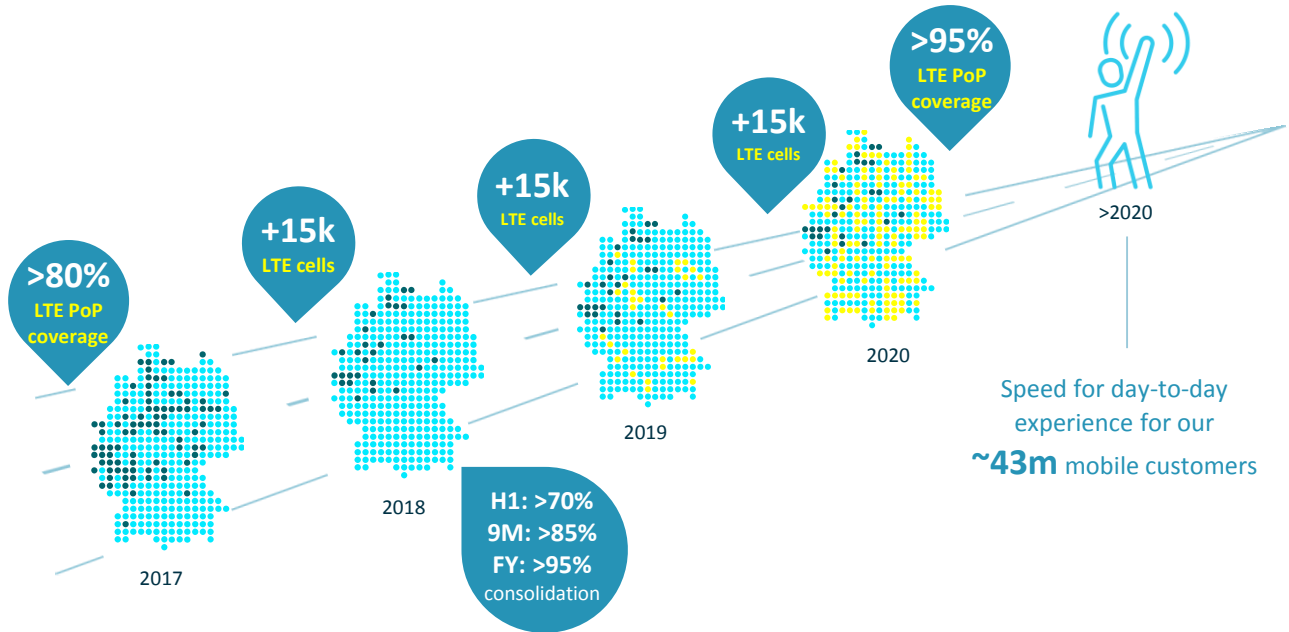 >80%
LTE PoP
coverage
2017
+15k
LTE cells
2018
H1: >70%
9M: >85%
FY: >95%
consolidation
+15k
LTE cells
2019
+15k
LTE cells
2020
>95%
LTE PoP
coverage
>2020
Speed for day-to-day
experience for our
~43m mobile customers